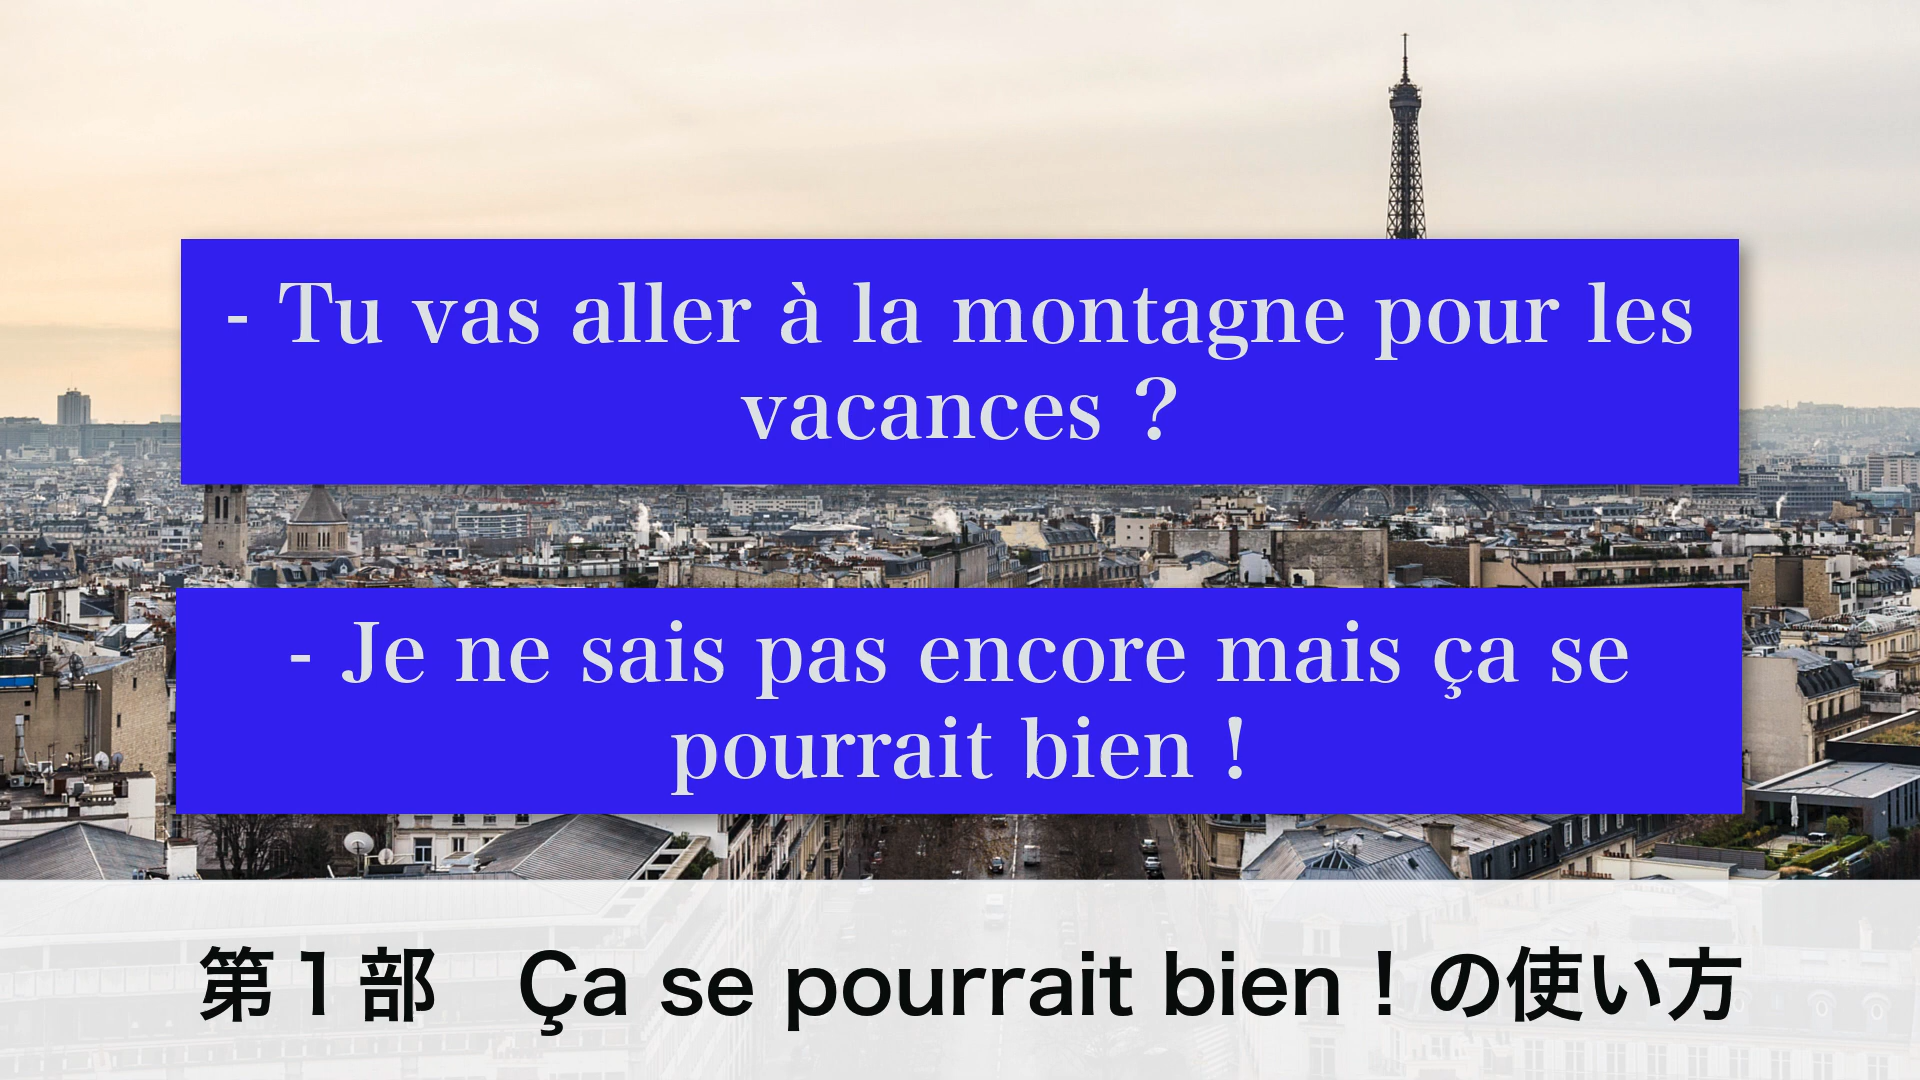 - Tu vas aller à la montagne pour les
vacances ?
- Je ne sais pas encore mais ça se
pourrait bien !
第１部　Ça se pourrait bien！の使い方